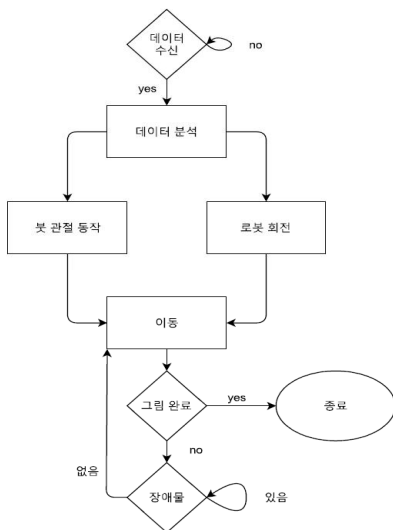 데이터
수신
no
yes
데이터 분석
붓 관절 동작
로봇 회전
이동
그림 완료
yes
종료
no
없음
장애물
있음